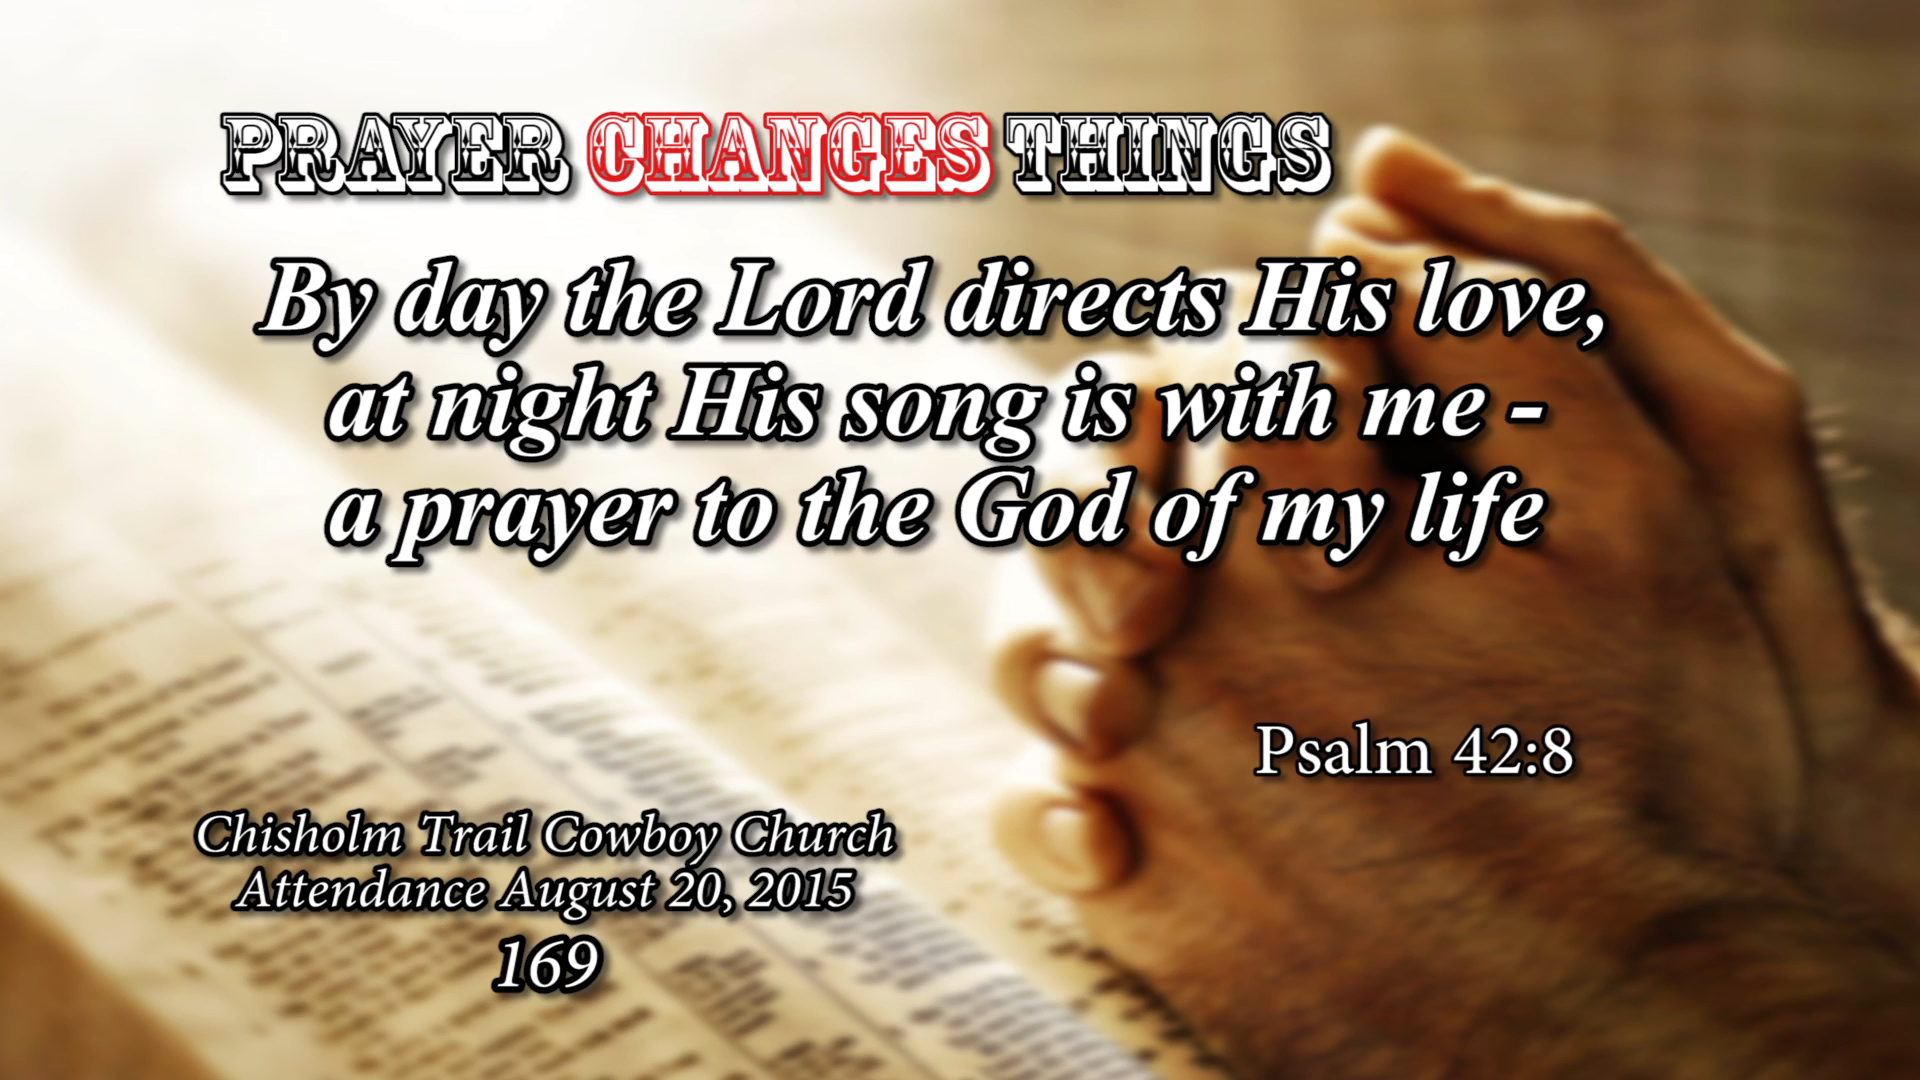 PRAYER CHANGES THINGS
By day the Lord directs His love,
at night His song is with me -
a prayer to the God of my life
Psalm 42:8
Chisholm Trail Cowboy Church
Attendance August 20, 2015
169